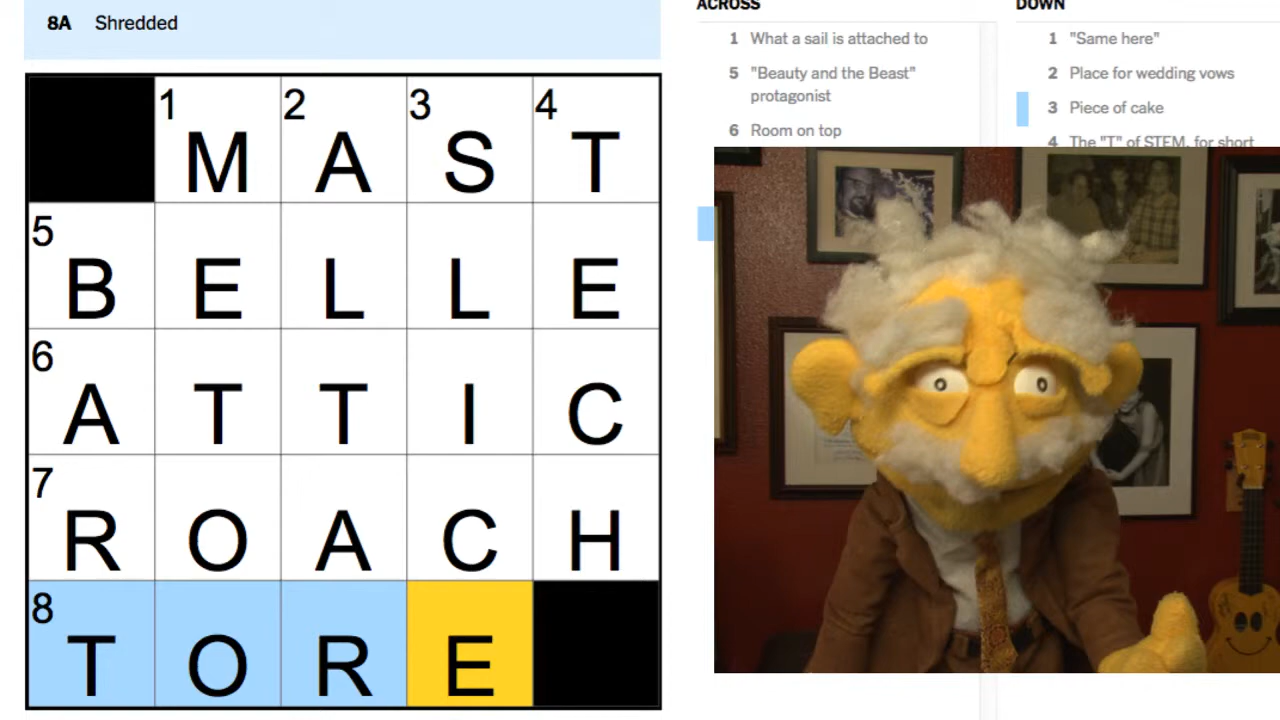 8A Shredded
ACROSS
1 What a sail is attached to
5 "Beauty and the Beast"
protagonist
6 Room on top
DOWN
1 "Same here"
2 Place for wedding vows
3 Piece of cake
4 The "T" of STEM, for short
1 2 3 4
M A S T
5
B E L L E
6
A T T I C
7
R O A C H
8
T O R E